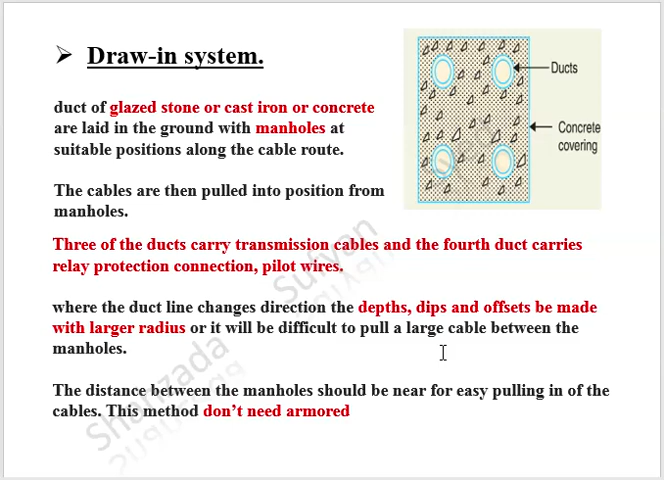 Draw-in system.
Ducts
Concrete
covering
duct of glazed stone or cast iron or concrete
are laid in the ground with manholes at
suitable positions along the cable route.
The cables are then pulled into position from
manholes.
Three of the ducts carry transmission cables and the fourth duct carries
relay protection connection, pilot wires.
where the duct line changes direction the depths, dips and offsets be made
with larger radius or it will be difficult to pull a large cable between the
manholes.
The distance between the manholes should be near for easy pulling in of the
cables. This method don't need armored
Shahzada Sufyan